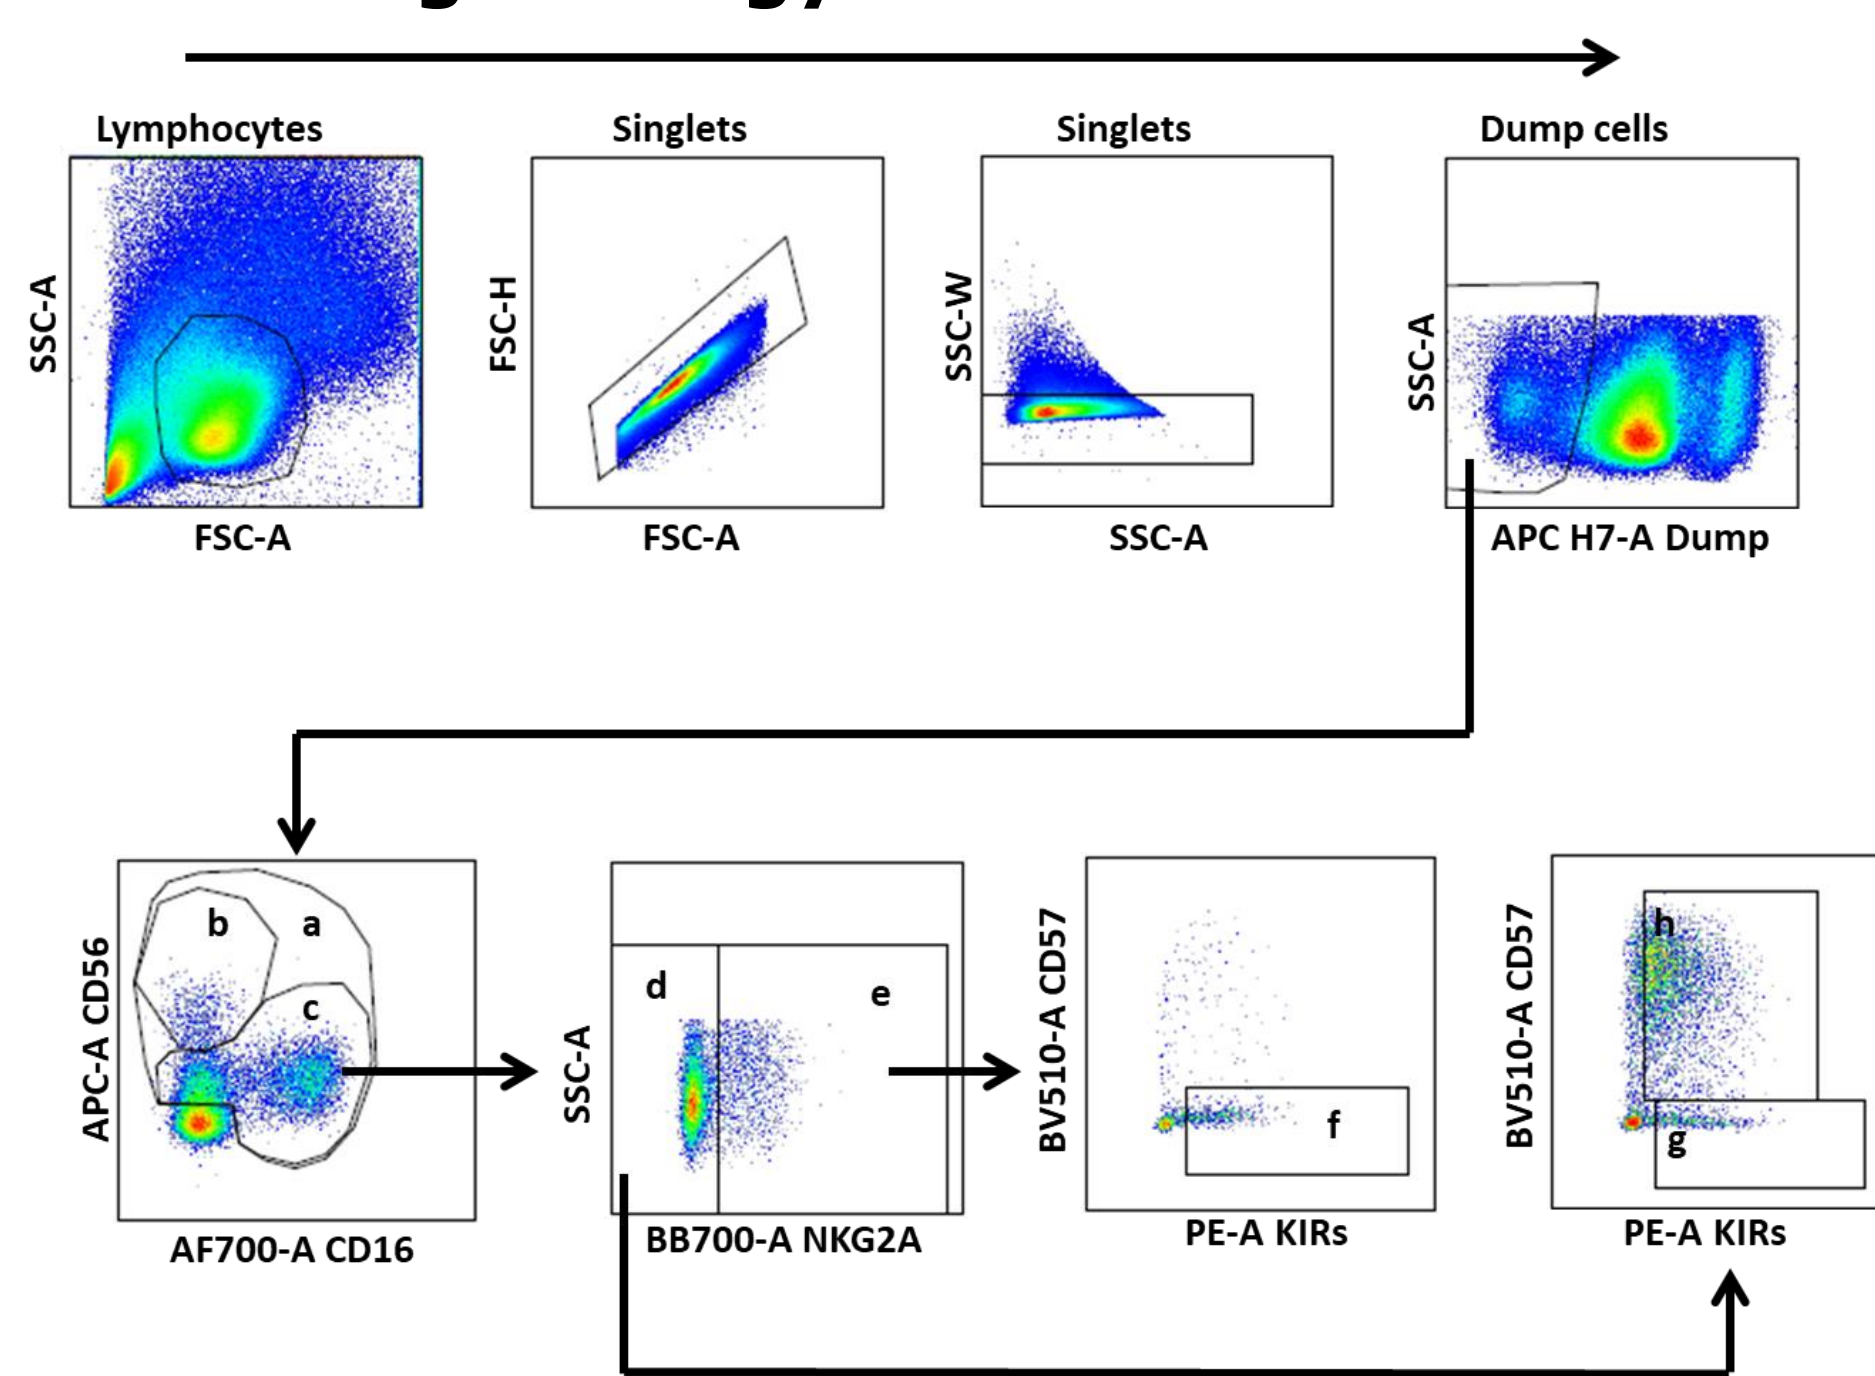 Lymphocytes
Singlets
Singlets
Dump cells
SSC-A
FSC-A
FSC-H
FSC-A
SSC-W
SSC-A
SSC-A
APC H7-A Dump
APC-A CD56
b
a
c
AF700-A CD16
SSC-A
d
e
BB700-A NKG2A
BV510-A CD57
f
PE-A KIRs
BV510-A CD57
h
g
PE-A KIRs